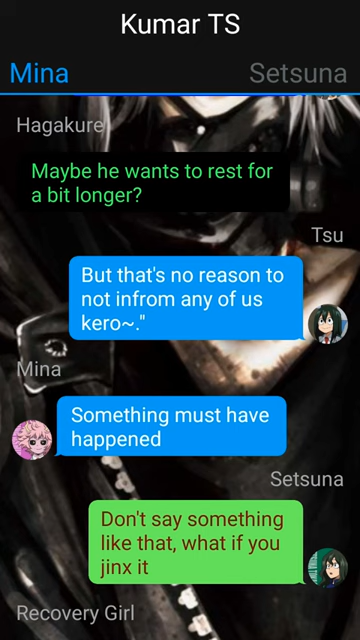 Kumar TS
Mina
Setsuna
Hagakure
Maybe he wants to rest for
a bit longer?
Tsu
But that's no reason to
not infrom any of us
kero~."
Mina
Something must have
happened
Setsuna
Don't say something
like that, what if you
jinx it
Recovery Girl